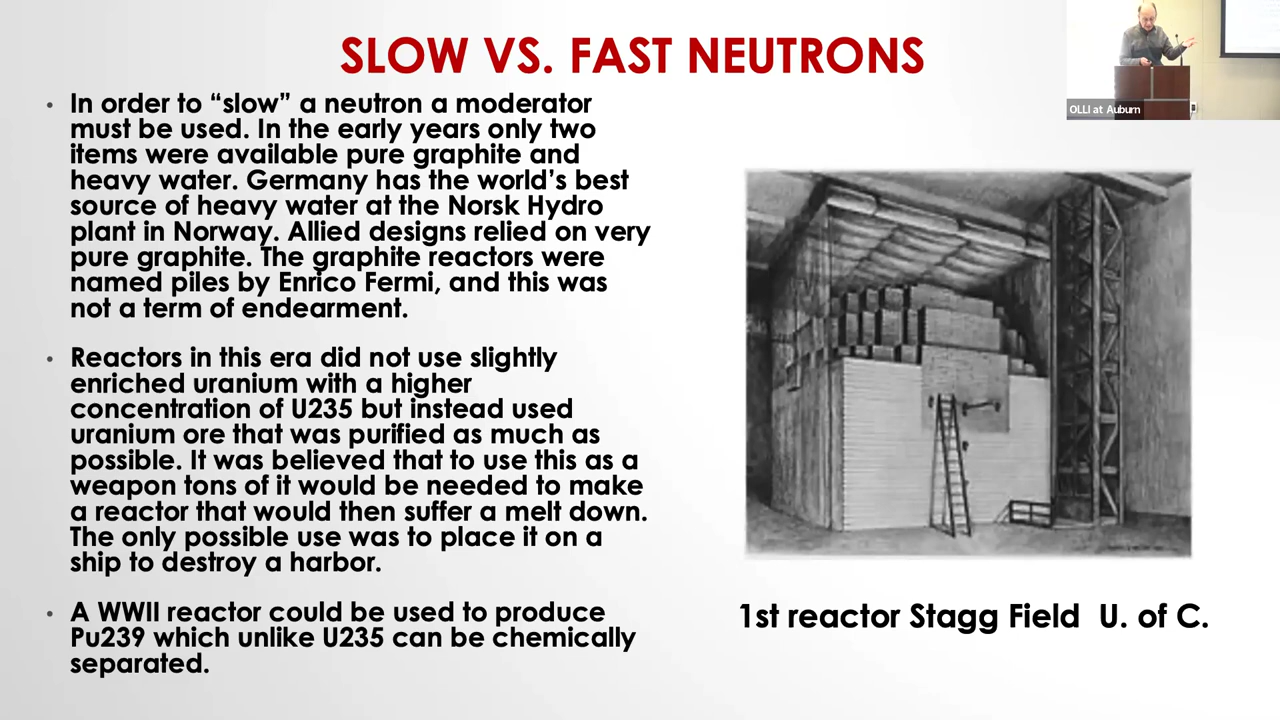 SLOW VS. FAST NEUTRONS
OLLI at Auburn
• In order to “slow” a neutron a moderator
must be used. In the early years only two
items were available pure graphite and
heavy water. Germany has the world’s best
source of heavy water at the Norsk Hydro
plant in Norway. Allied designs relied on very
pure graphite. The graphite reactors were
named piles by Enrico Fermi, and this was
not a term of endearment.
• Reactors in this era did not use slightly
enriched uranium with a higher
concentration of U235 but instead used
uranium ore that was purified as much as
possible. It was believed that to use this as a
weapon tons of it would be needed to make
a reactor that would then suffer a melt down.
The only possible use was to place it on a
ship to destroy a harbor.
• A WWII reactor could be used to produce
Pu239 which unlike U235 can be chemically
separated.
1st reactor Stagg Field U. of C.